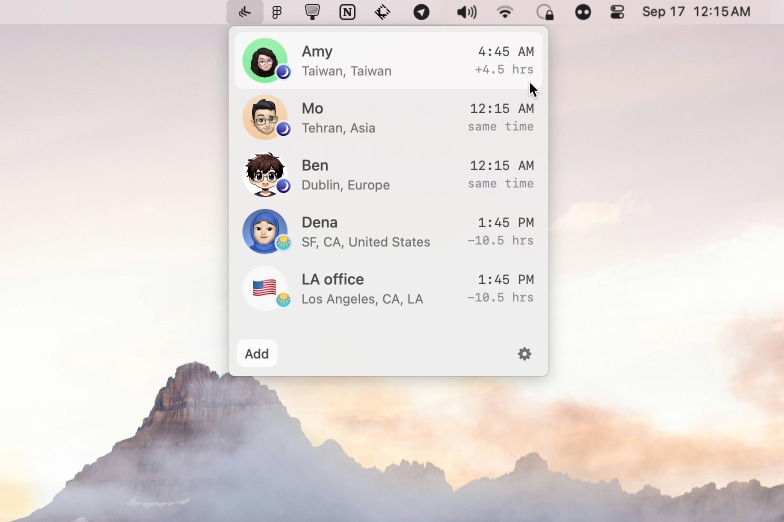 Sep 17 12:15 AM
Amy
4:45 AM
Taiwan, Taiwan
+4.5 hrs
Mo
12:15 AM
Tehran, Asia
same time
Ben
12:15 AM
Dublin, Europe
same time
Dena
1:45 PM
SF, CA, United States
−10.5 hrs
LA office
1:45 PM
Los Angeles, CA, LA
−10.5 hrs
Add